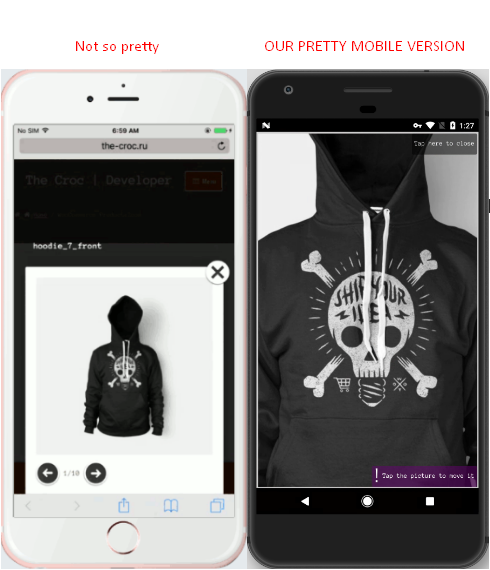 Not so pretty
OUR PRETTY MOBILE VERSION
No SIM
6:59 AM
the-croc.ru
The Croc | Developer
hoodie_7_front
1/10
1:27
Tap here to close
SHIP YOUR
IDEA
! Tap the picture to move it